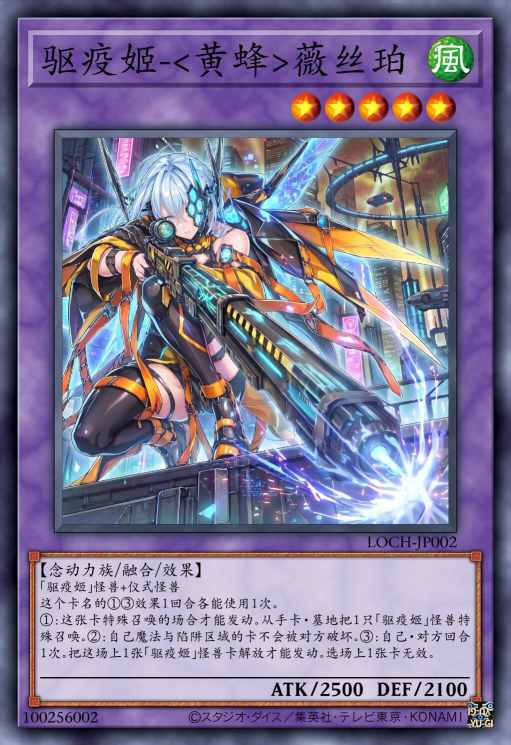 驱疫姬-<黄蜂>薇丝珀
風
LOCH-JP002
【念动力族/融合/效果】
「驱疫姬」怪兽+仪式怪兽
这个卡名的①③效果1回合各能使用1次。
①:这张卡特殊召唤的场合才能发动。从手卡·墓地把1只「驱疫姬」怪兽特
殊召唤。②:自己魔法与陷阱区域的卡不会被对方破坏。③:自己·对方回合
1次。把这场上1张「驱疫姬」怪兽卡解放才能发动。选场上1张卡无效。
ATK/2500 DEF/2100
100256002
©スタジオ·ダイス／集英社·テレビ東京·KONAMI